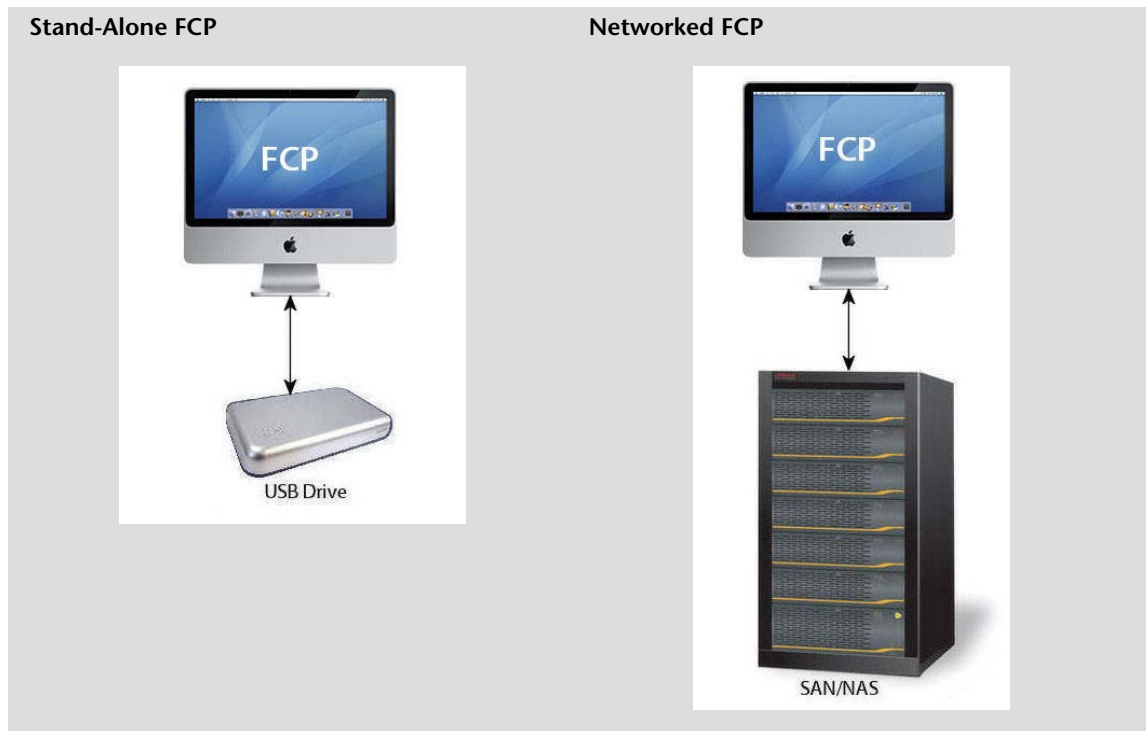 Stand-Alone FCP
Networked FCP
FCP
FCP
USB Drive
SAN/NAS